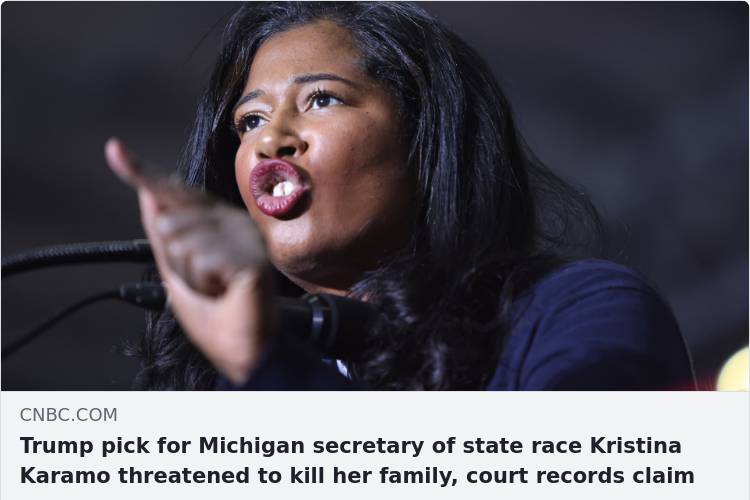 CNBC.COM
Trump pick for Michigan secretary of state race Kristina
Karamo threatened to kill her family, court records claim